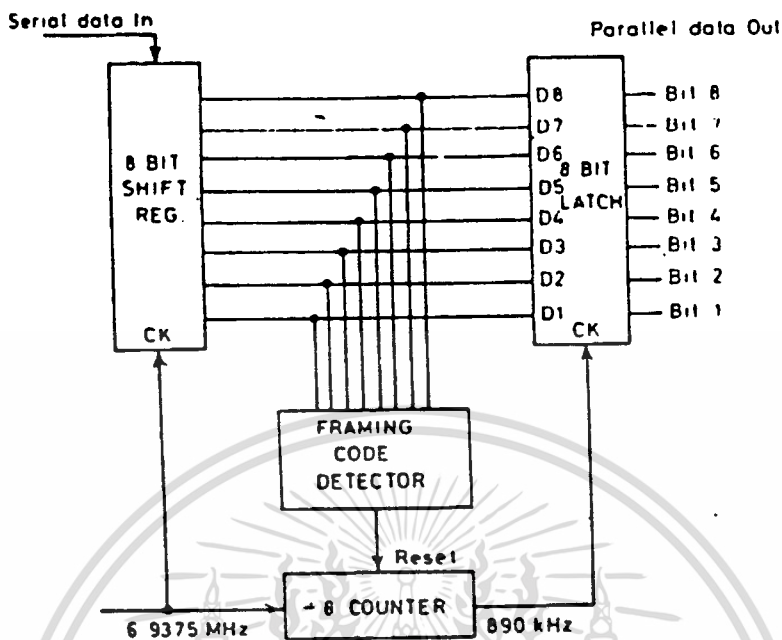 Serial data In
Parallel data Out
8 BIT
SHIFT
REG.
CK
D8
D7
D6
D5
D4
D3
D2
D1
8 BIT
LATCH
CK
Bit 8
Bit 7
Bit 6
Bit 5
Bit 4
Bit 3
Bit 2
Bit 1
FRAMING
CODE
DETECTOR
Reset
÷ 8 COUNTER
6 9375 MHz
890 kHz